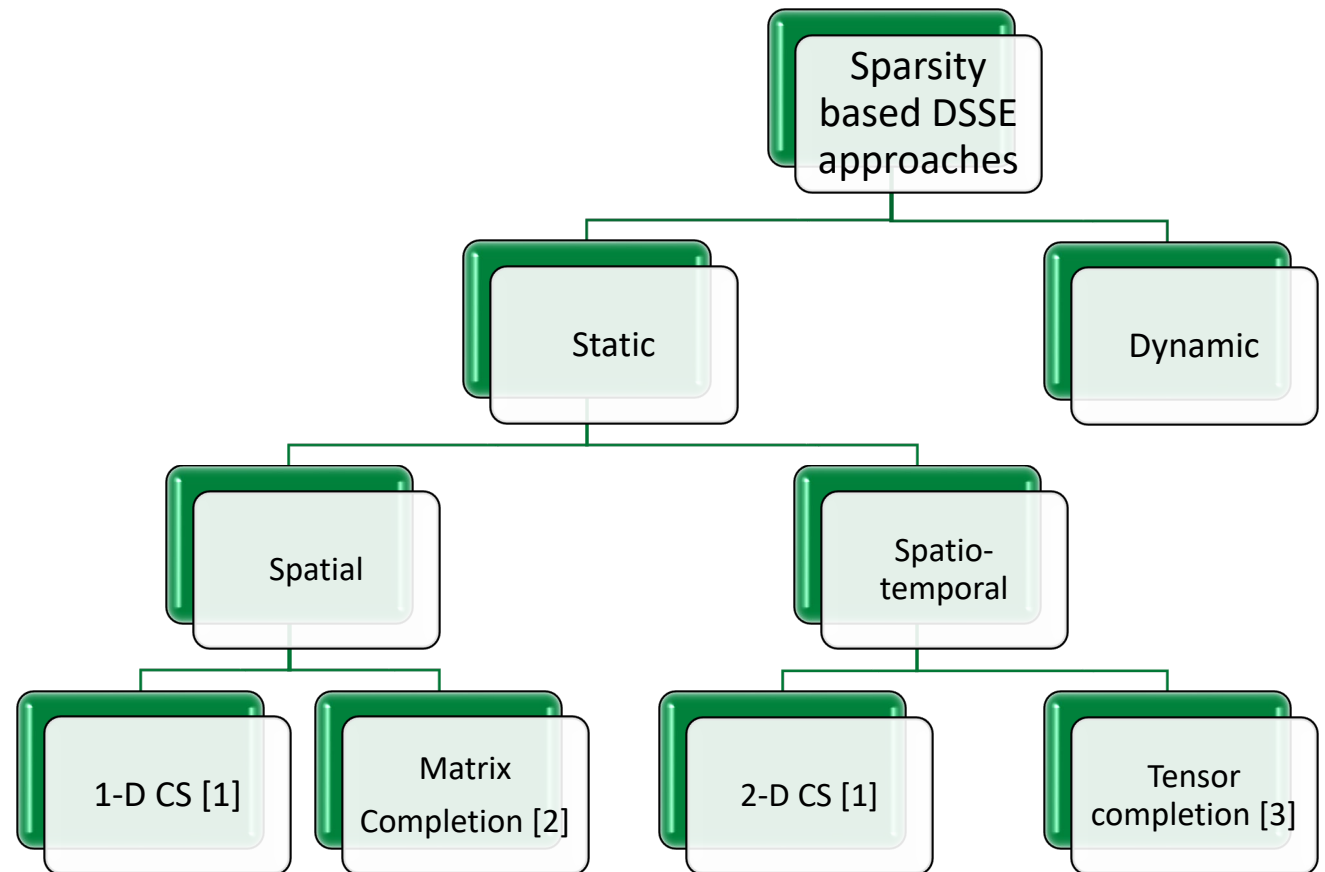 Sparsity
based DSSE
approaches
Static
Dynamic
Spatial
Spatio-
temporal
1-D CS [1]
Matrix
Completion [2]
2-D CS [1]
Tensor
completion [3]